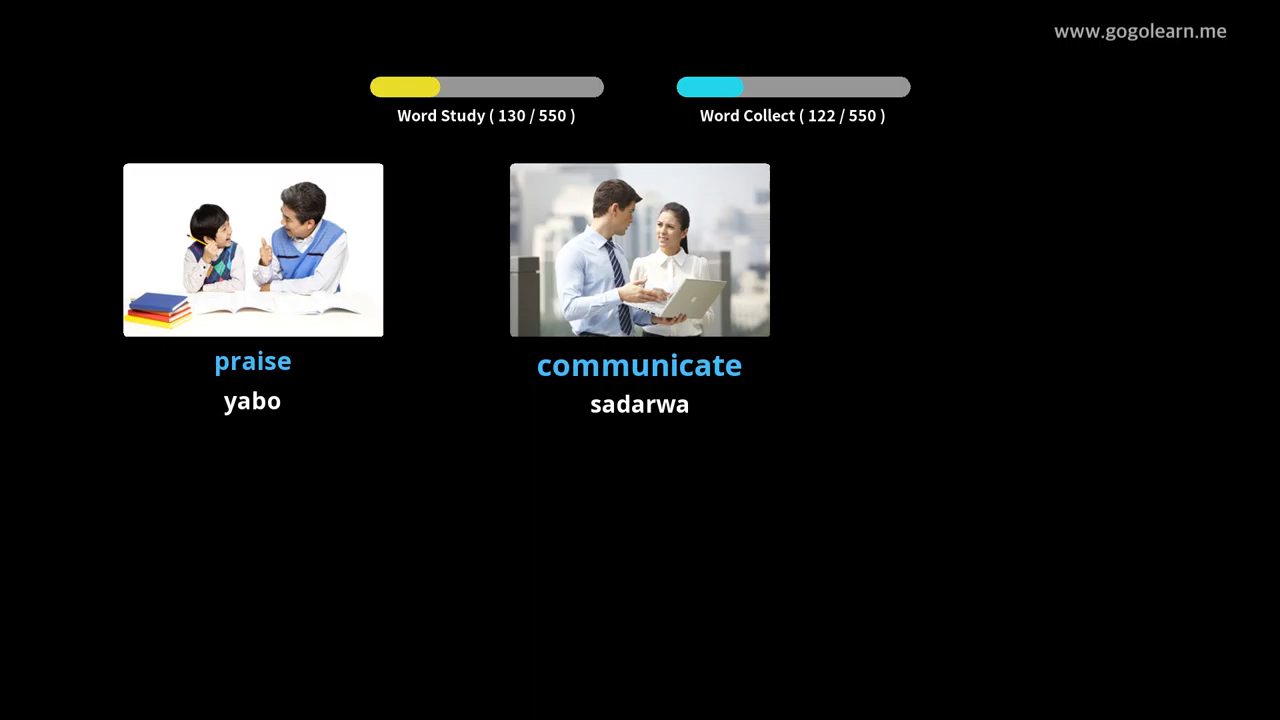 www.gogolearn.me
Word Study ( 130 / 550 )
Word Collect ( 122 / 550 )
praise
yabo
communicate
sadarwa